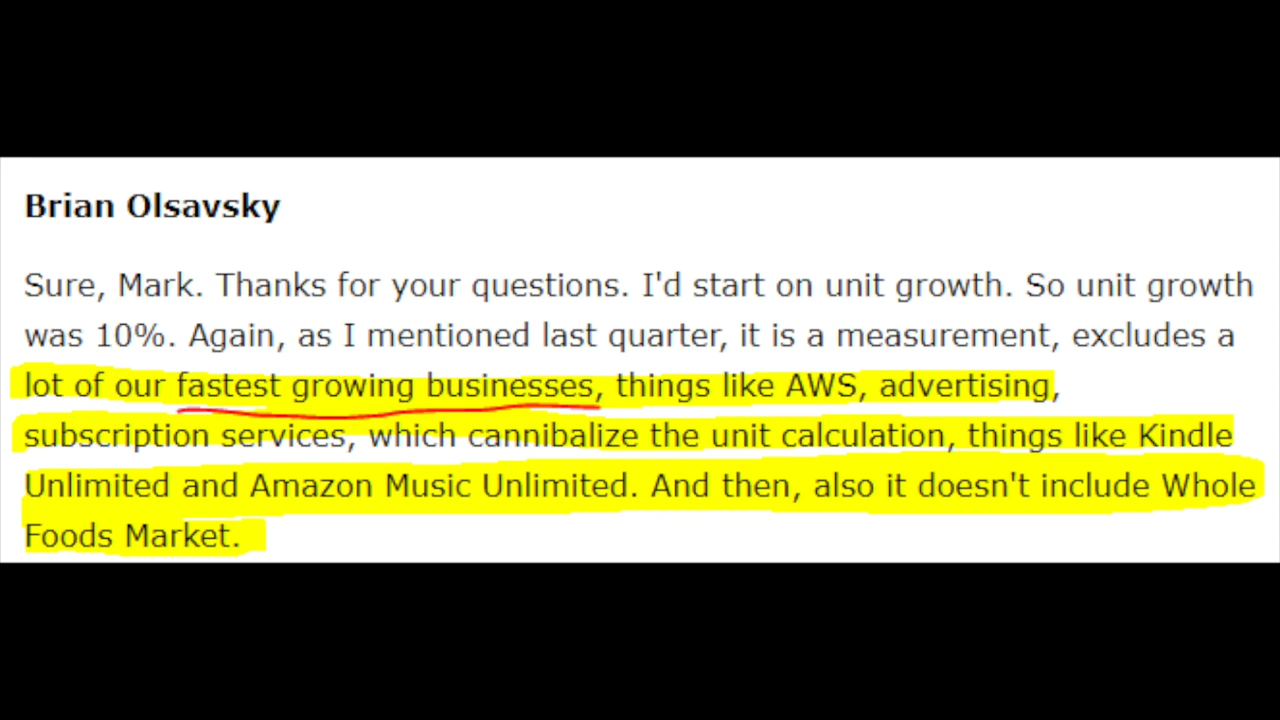 Brian Olsavsky
Sure, Mark. Thanks for your questions. I'd start on unit growth. So unit growth
was 10%. Again, as I mentioned last quarter, it is a measurement, excludes a
lot of our fastest growing businesses, things like AWS, advertising,
subscription services, which cannibalize the unit calculation, things like Kindle
Unlimited and Amazon Music Unlimited. And then, also it doesn't include Whole
Foods Market.